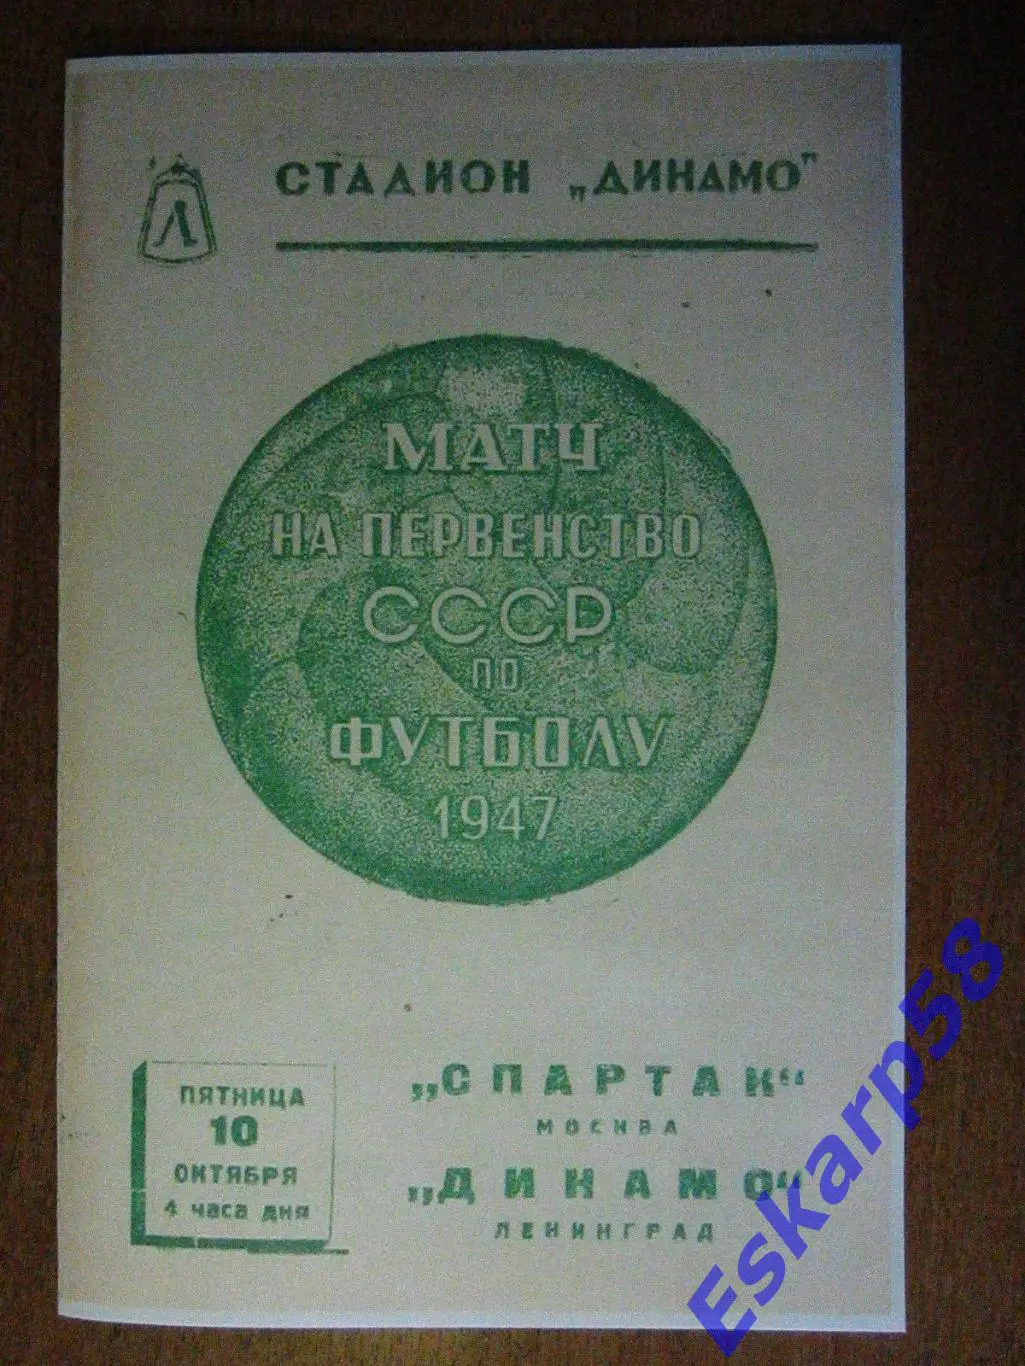 Л
СТАДИОН „ДИНАМО"
МАТЧ
НА ПЕРВЕНСТВО
СССР
ПО
ФУТБОЛУ
1947
ПЯТНИЦА
10
ОКТЯБРЯ
4 часа дня
„СПАРТАК"
МОСКВА
„ДИНАМО"
ЛЕНИНГРАД
Eskarp58